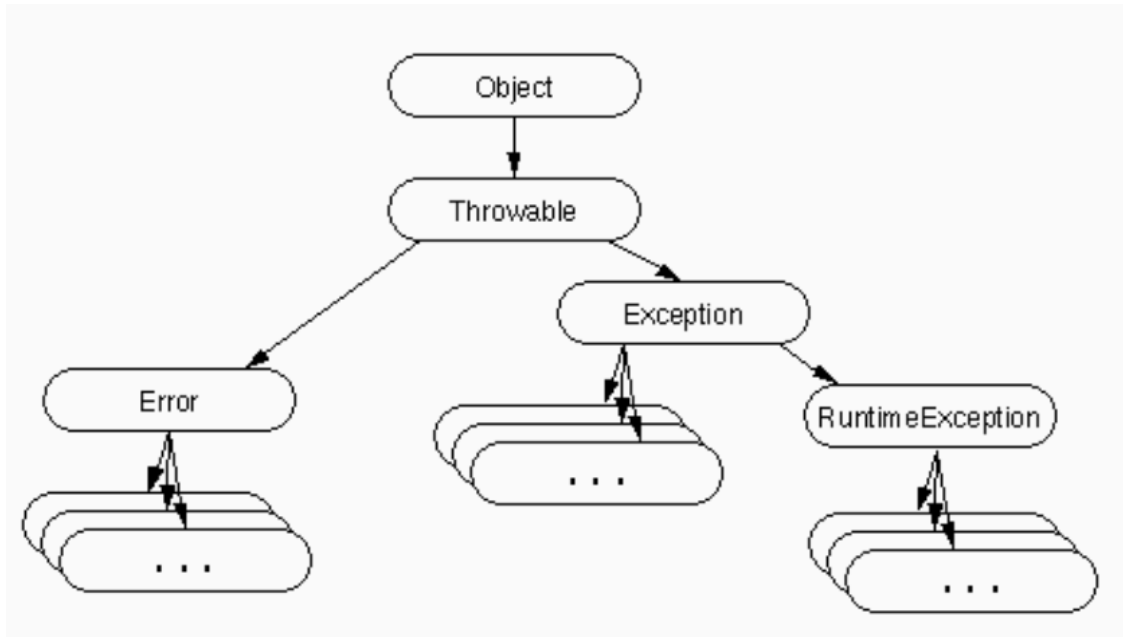 Object
Throwable
Exception
Error
RuntimeException
. . .
. . .
. . .